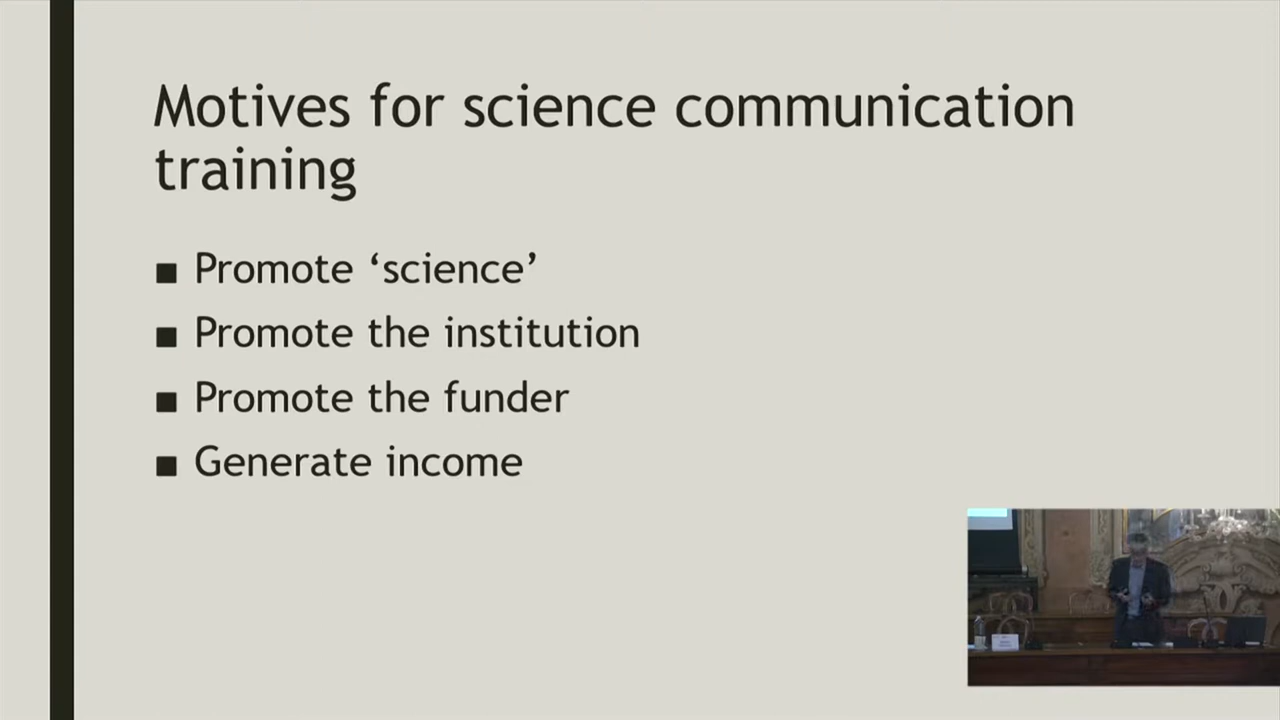 Motives for science communication
training
■ Promote ‘science’
■ Promote the institution
■ Promote the funder
■ Generate income